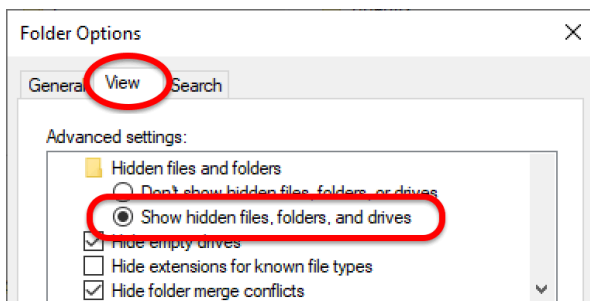 Folder Options
General View Search
Advanced settings:
Hidden files and folders
Don't show hidden files, folders, or drives
Show hidden files, folders, and drives
Hide empty drives
Hide extensions for known file types
Hide folder merge conflicts